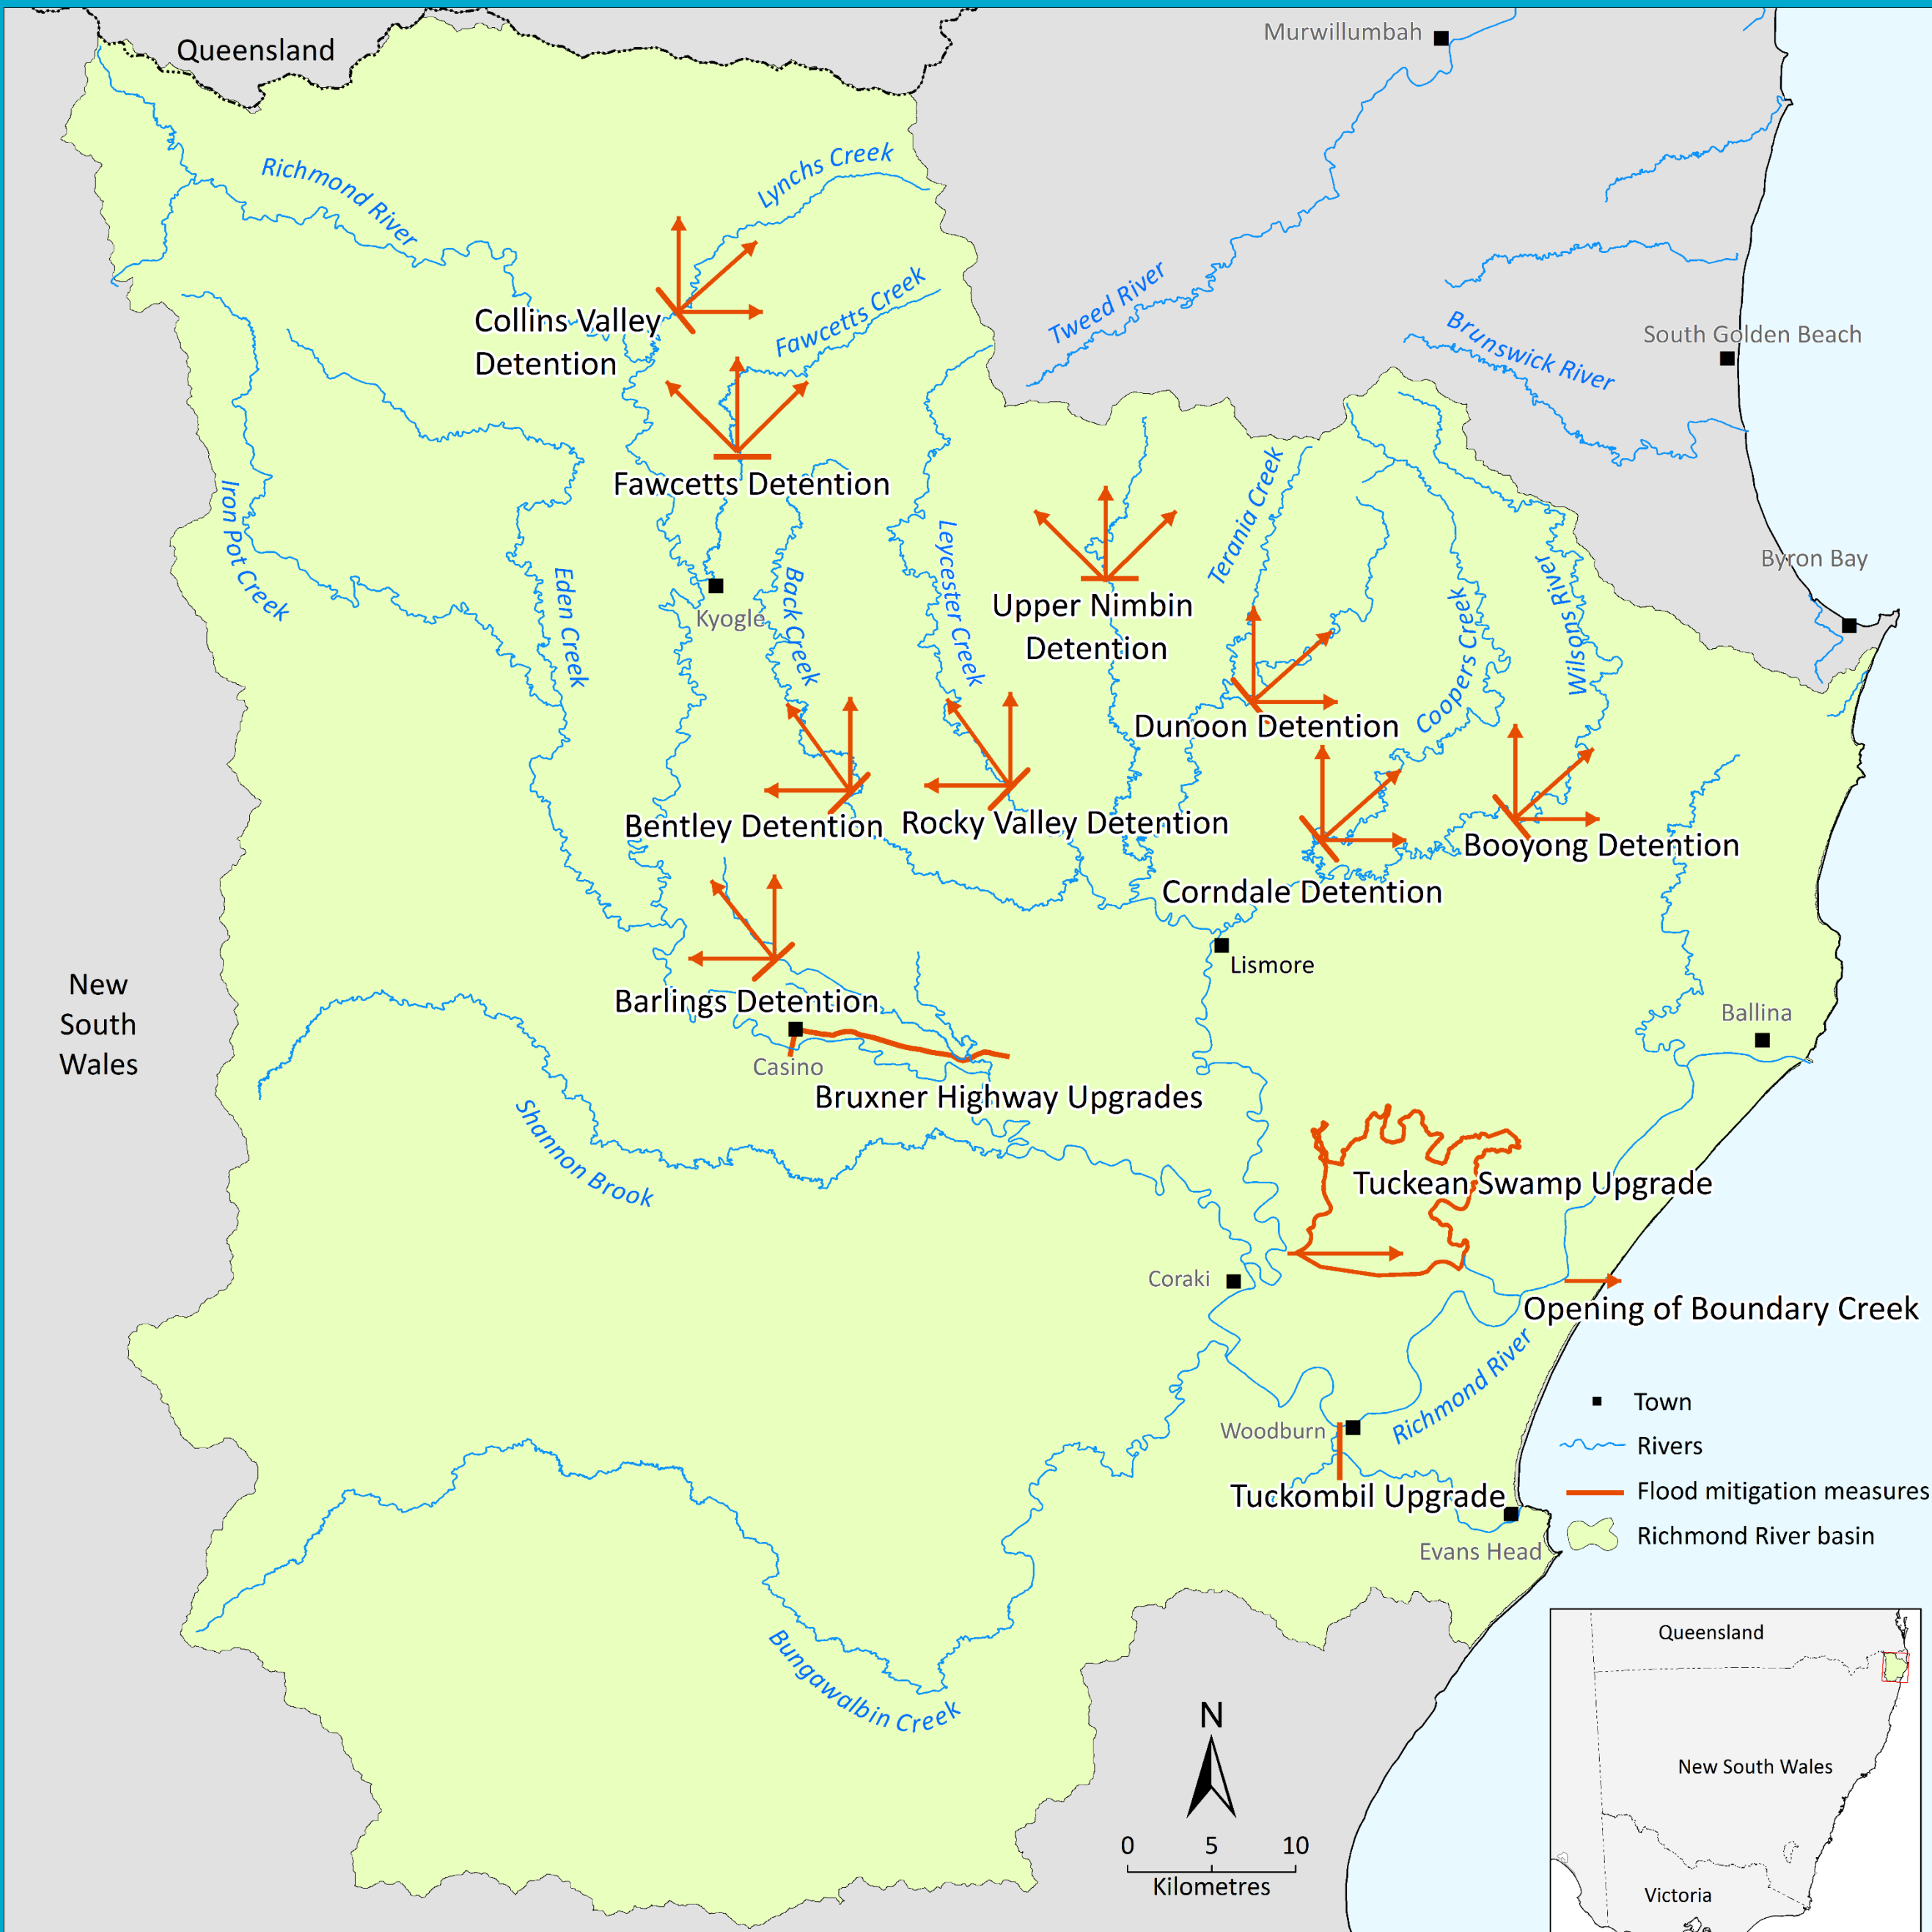 Queensland
Murwillumbah
Richmond River
Lynchs Creek
Tweed River
Fawcetts Creek
Collins Valley
Detention
Brunswick River
South Golden Beach
Fawcetts Detention
Iron Pot Creek
Eden Creek
Back Creek
Leycester Creek
Terania Creek
Coopers Creek
Wilsons River
Byron Bay
Kyogle
Upper Nimbin
Detention
Dunoon Detention
Bentley Detention
Rocky Valley Detention
Booyong Detention
Corndale Detention
Lismore
New
South
Wales
Barlings Detention
Casino
Ballina
Bruxner Highway Upgrades
Shannon Brook
Tuckean Swamp Upgrade
Coraki
Opening of Boundary Creek
Richmond River
Woodburn
Tuckombil Upgrade
Evans Head
Bungawalbin Creek
Town
Rivers
Flood mitigation measures
Richmond River basin
N
0 5 10
Kilometres
Queensland
New South Wales
Victoria